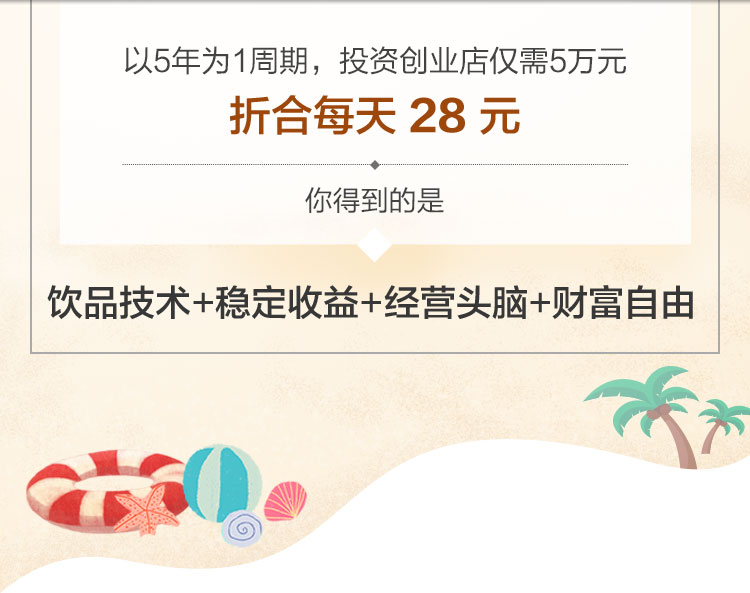 以5年为1周期，投资创业店仅需5万元
折合每天 28 元
你得到的是
饮品技术+稳定收益+经营头脑+财富自由